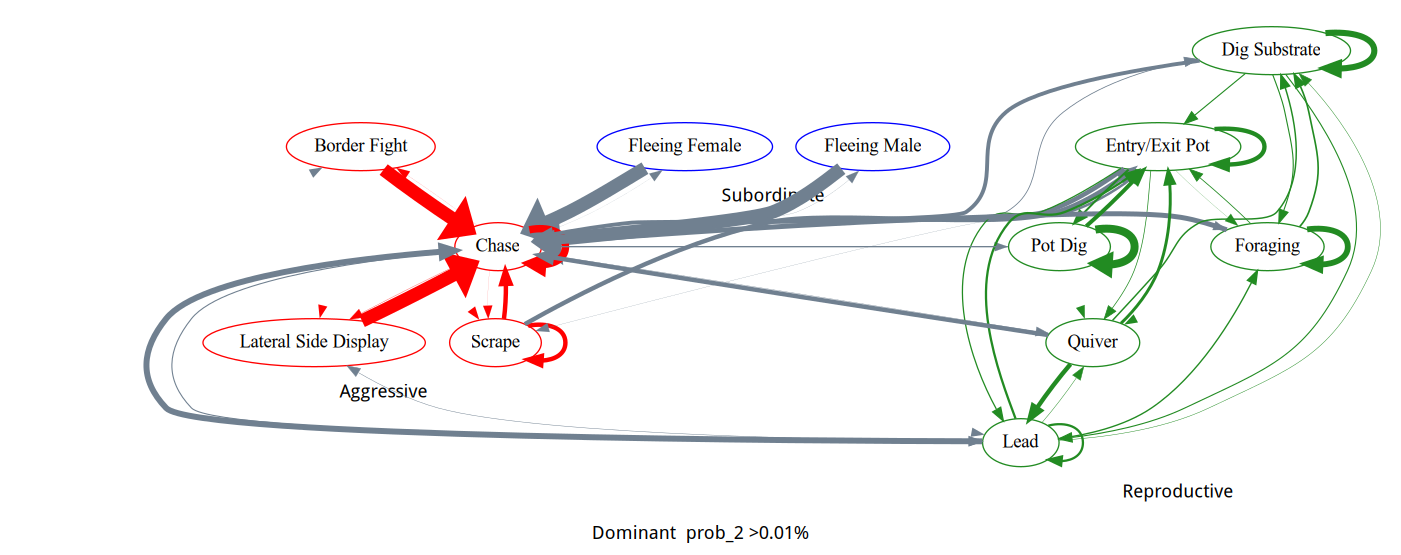 Dig Substrate
Border Fight
Fleeing Female
Fleeing Male
Entry/Exit Pot
Subordinate
Chase
Pot Dig
Foraging
Lateral Side Display
Scrape
Quiver
Aggressive
Lead
Reproductive
Dominant  prob_2 >0.01%